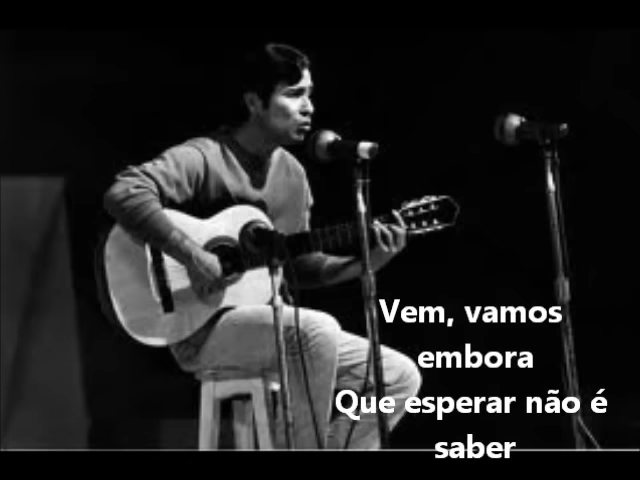 Vem, vamos
embora
Que esperar não é
saber